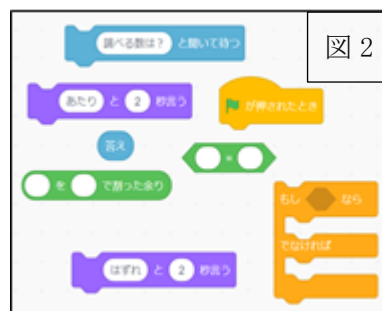 図2
調べる数は? と聞いて待つ
あたり と 2 秒言う
が押されたとき
答え
=
を で割った余り
もし なら
でなければ
はずれ と 2 秒言う